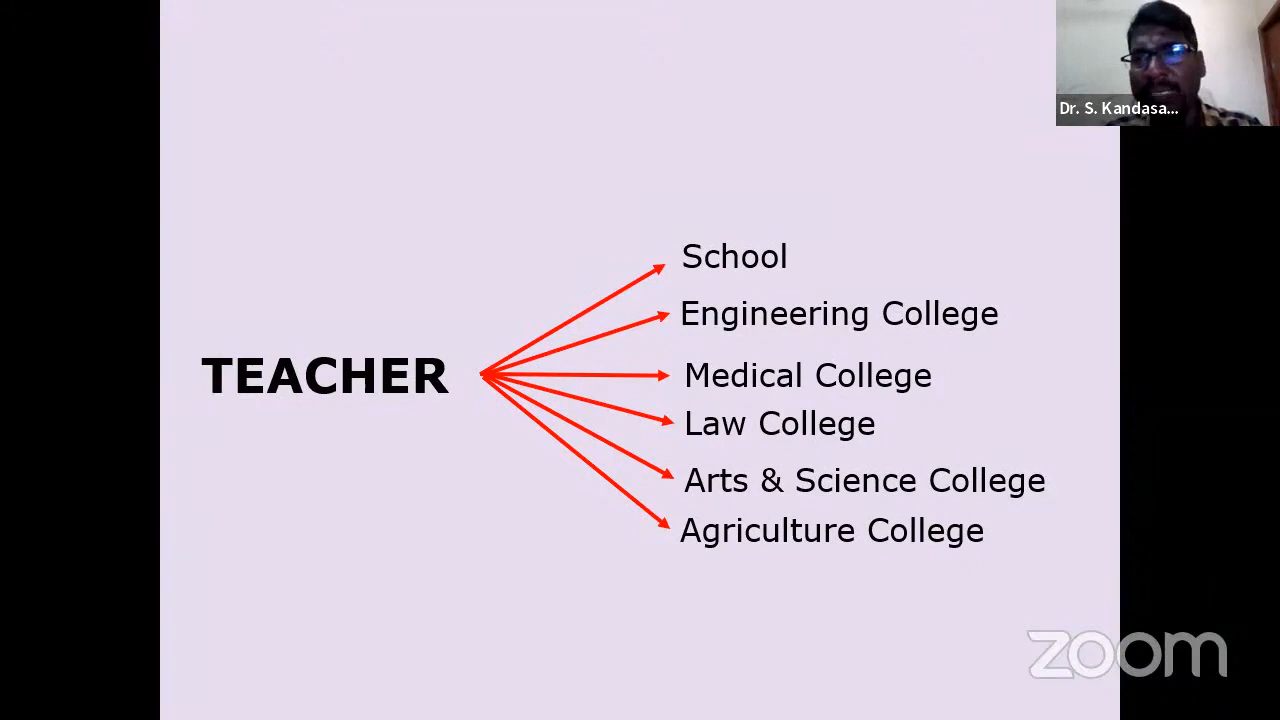 Dr. S. Kandasa...
School
Engineering College
TEACHER
Medical College
Law College
Arts & Science College
Agriculture College
zoom